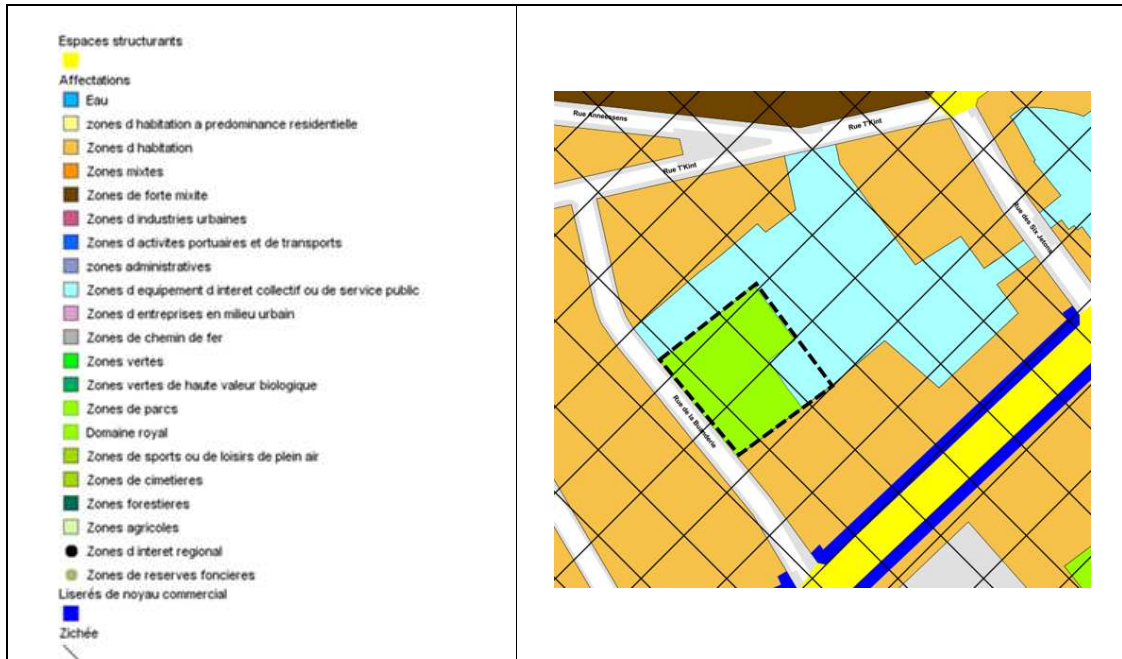 Espaces structurants
Affectations
Eau
zones d habitation a predominance residentielle
Zones d habitation
Zones mixtes
Zones de forte mixite
Zones d industries urbaines
Zones d activites portuaires et de transports
zones administratives
Zones d equipement d interet collectif ou de service public
Zones d entreprises en milieu urbain
Zones de chemin de fer
Zones vertes
Zones vertes de haute valeur biologique
Zones de parcs
Domaine royal
Zones de sports ou de loisirs de plein air
Zones de cimetieres
Zones forestieres
Zones agricoles
Zones d interet regional
Zones de reserves foncieres
Liserés de noyau commercial
Zichée
Rue Anneessens
Rue T'Kint
Rue T'Kint
Rue des Six Jetons
Rue de la Buanderie